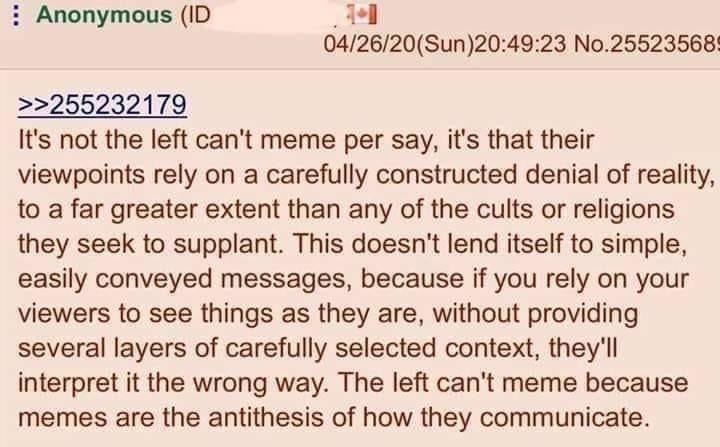 Anonymous (ID
04/26/20(Sun)20:49:23 No.25523568
>>255232179
It's not the left can't meme per say, it's that their
viewpoints rely on a carefully constructed denial of reality,
to a far greater extent than any of the cults or religions
they seek to supplant. This doesn't lend itself to simple,
easily conveyed messages, because if you rely on your
viewers to see things as they are, without providing
several layers of carefully selected context, they'll
interpret it the wrong way. The left can't meme because
memes are the antithesis of how they communicate.